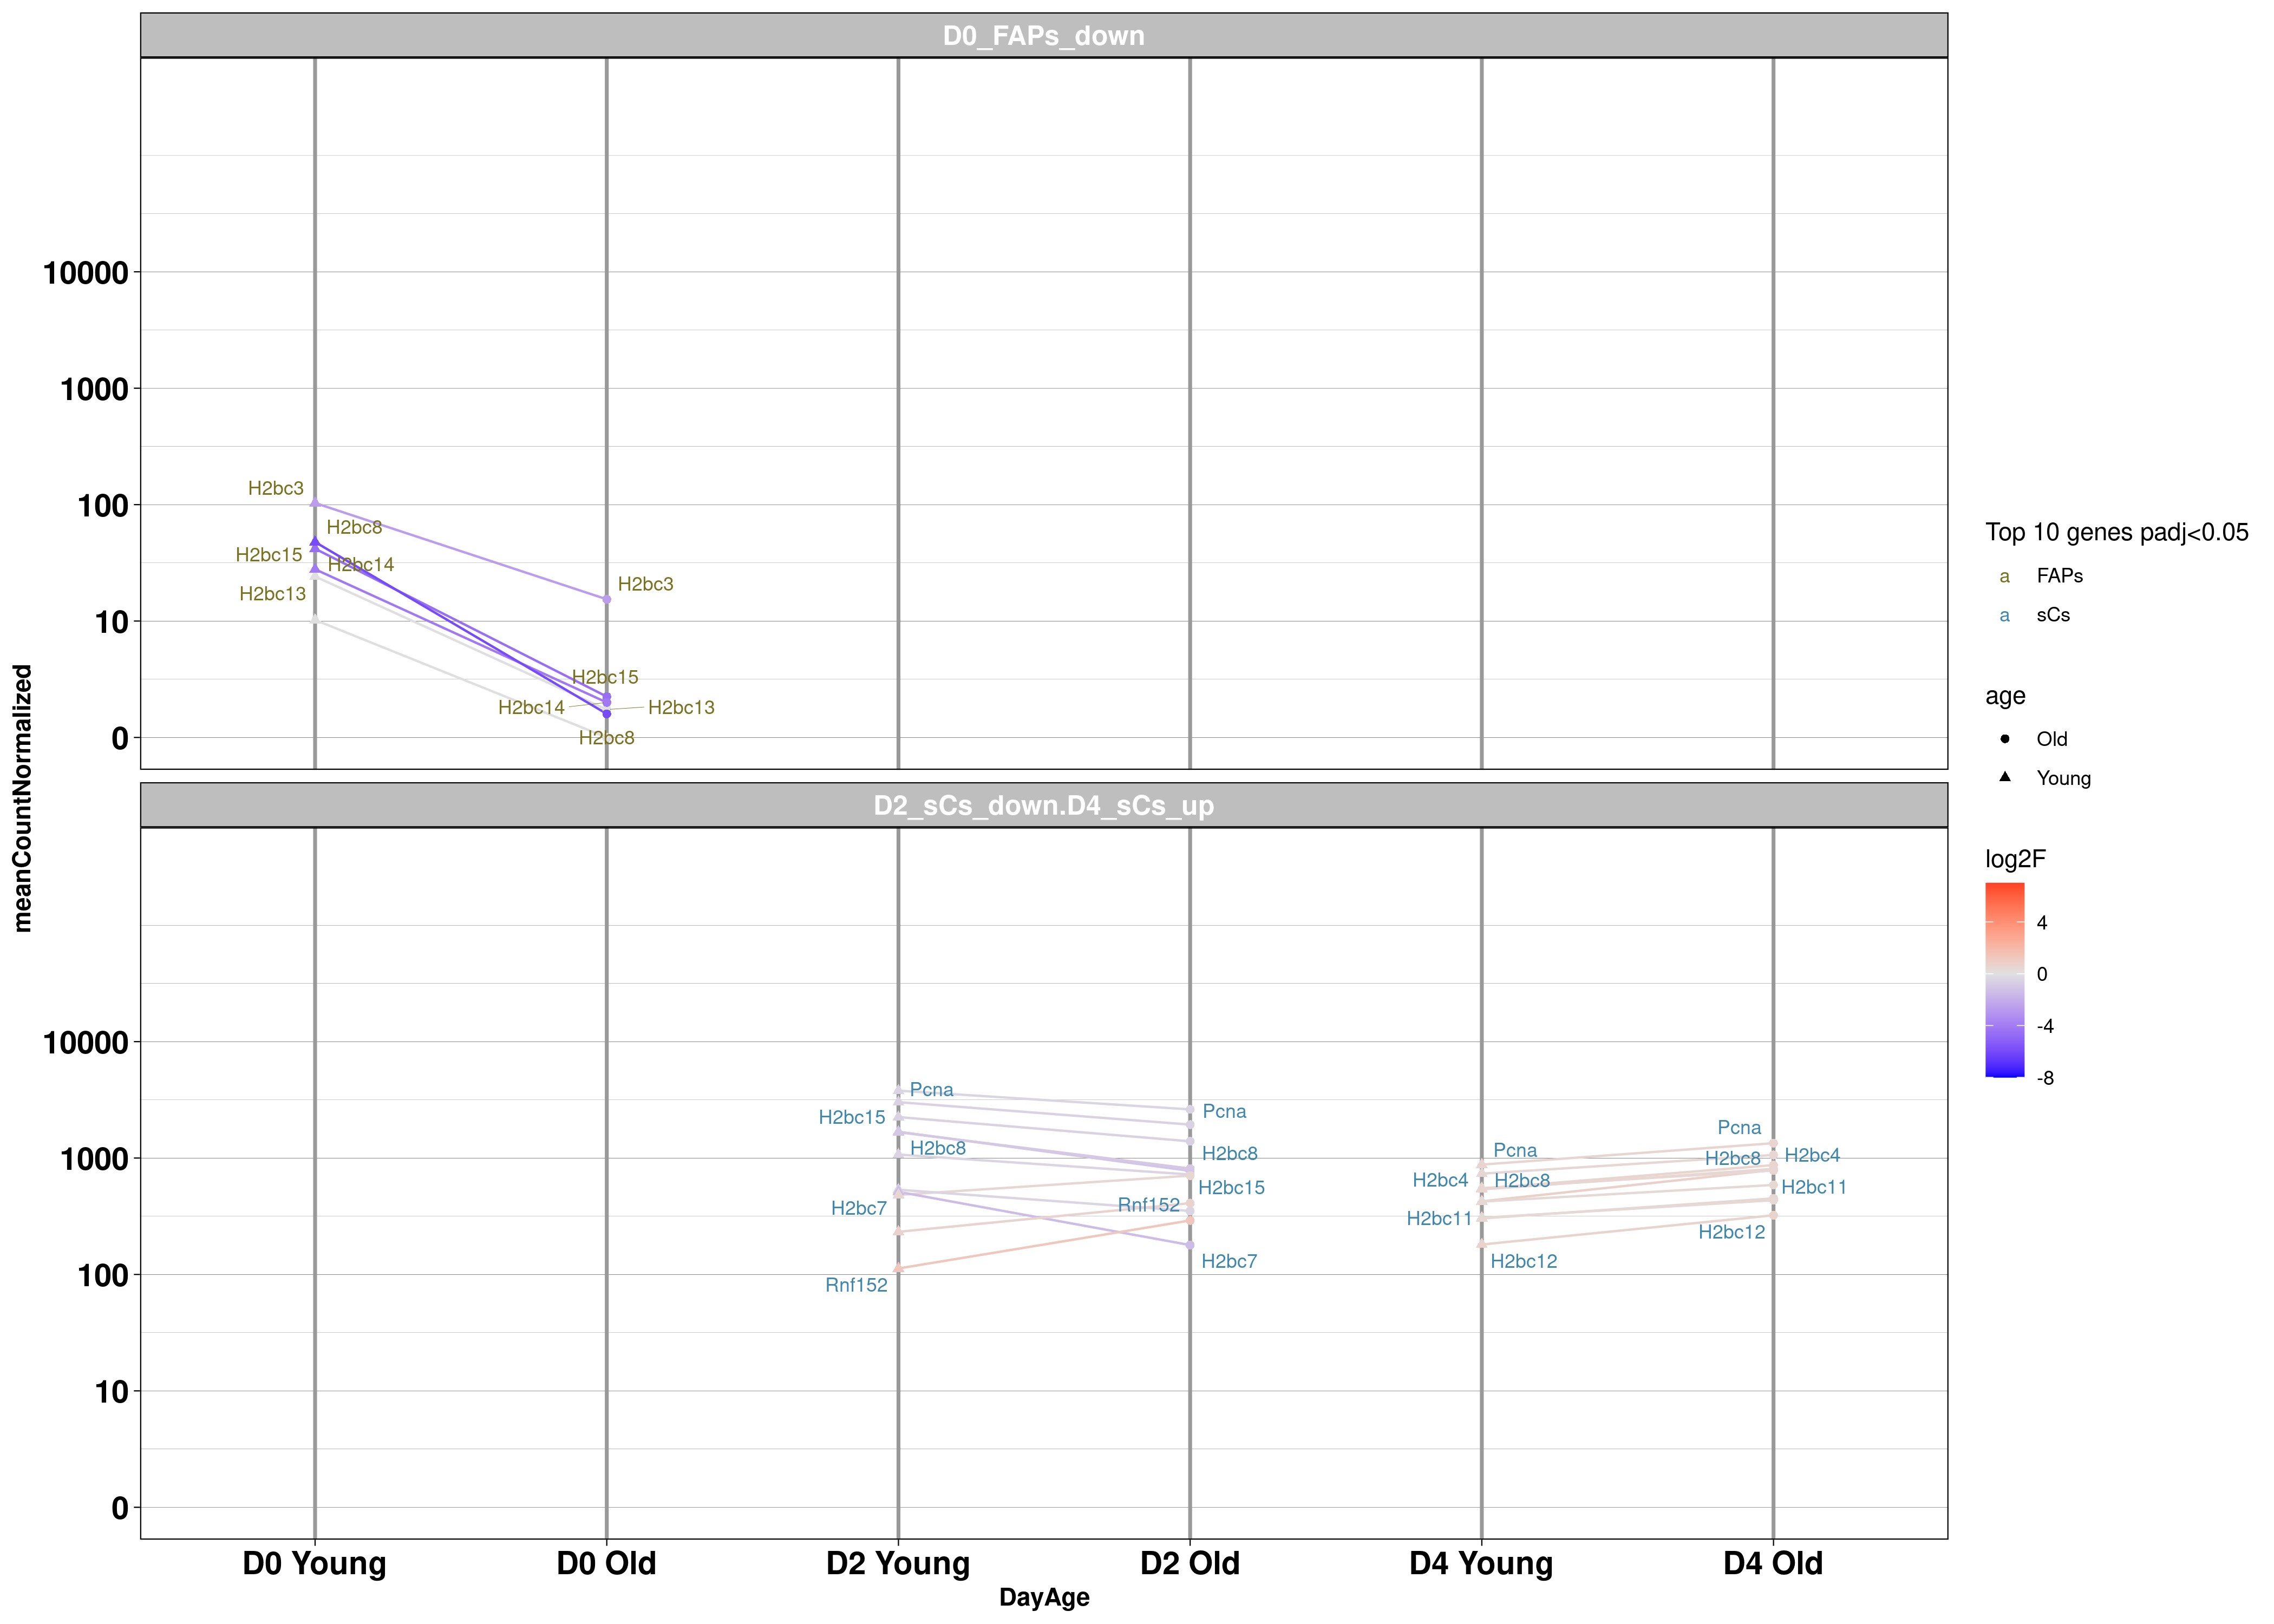 D0_FAPs_down
10000
1000
100
10
0
H2bc3
H2bc8
H2bc15
H2bc14
H2bc13
H2bc3
H2bc15
H2bc14
H2bc13
H2bc8
meanCountNormalized
D2_sCs_down.D4_sCs_up
10000
1000
100
10
0
Pcna
H2bc15
H2bc8
H2bc7
Rnf152
Pcna
H2bc8
H2bc15
Rnf152
H2bc7
Pcna
H2bc4
H2bc8
H2bc11
H2bc12
Pcna
H2bc8
H2bc4
H2bc11
H2bc12
D0 Young
D0 Old
D2 Young
D2 Old
D4 Young
D4 Old
DayAge
Top 10 genes padj<0.05
a FAPs
a sCs
age
Old
Young
log2F
4
0
-4
-8